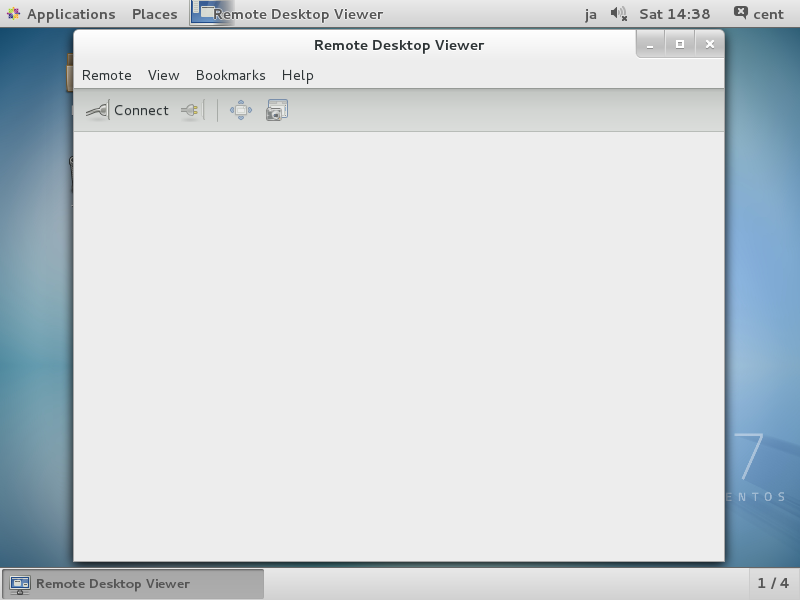 Applications Places Remote Desktop Viewer ja Sat 14:38 cent
Remote Desktop Viewer
Remote View Bookmarks Help
Connect
7
ENTOS
Remote Desktop Viewer 1 / 4